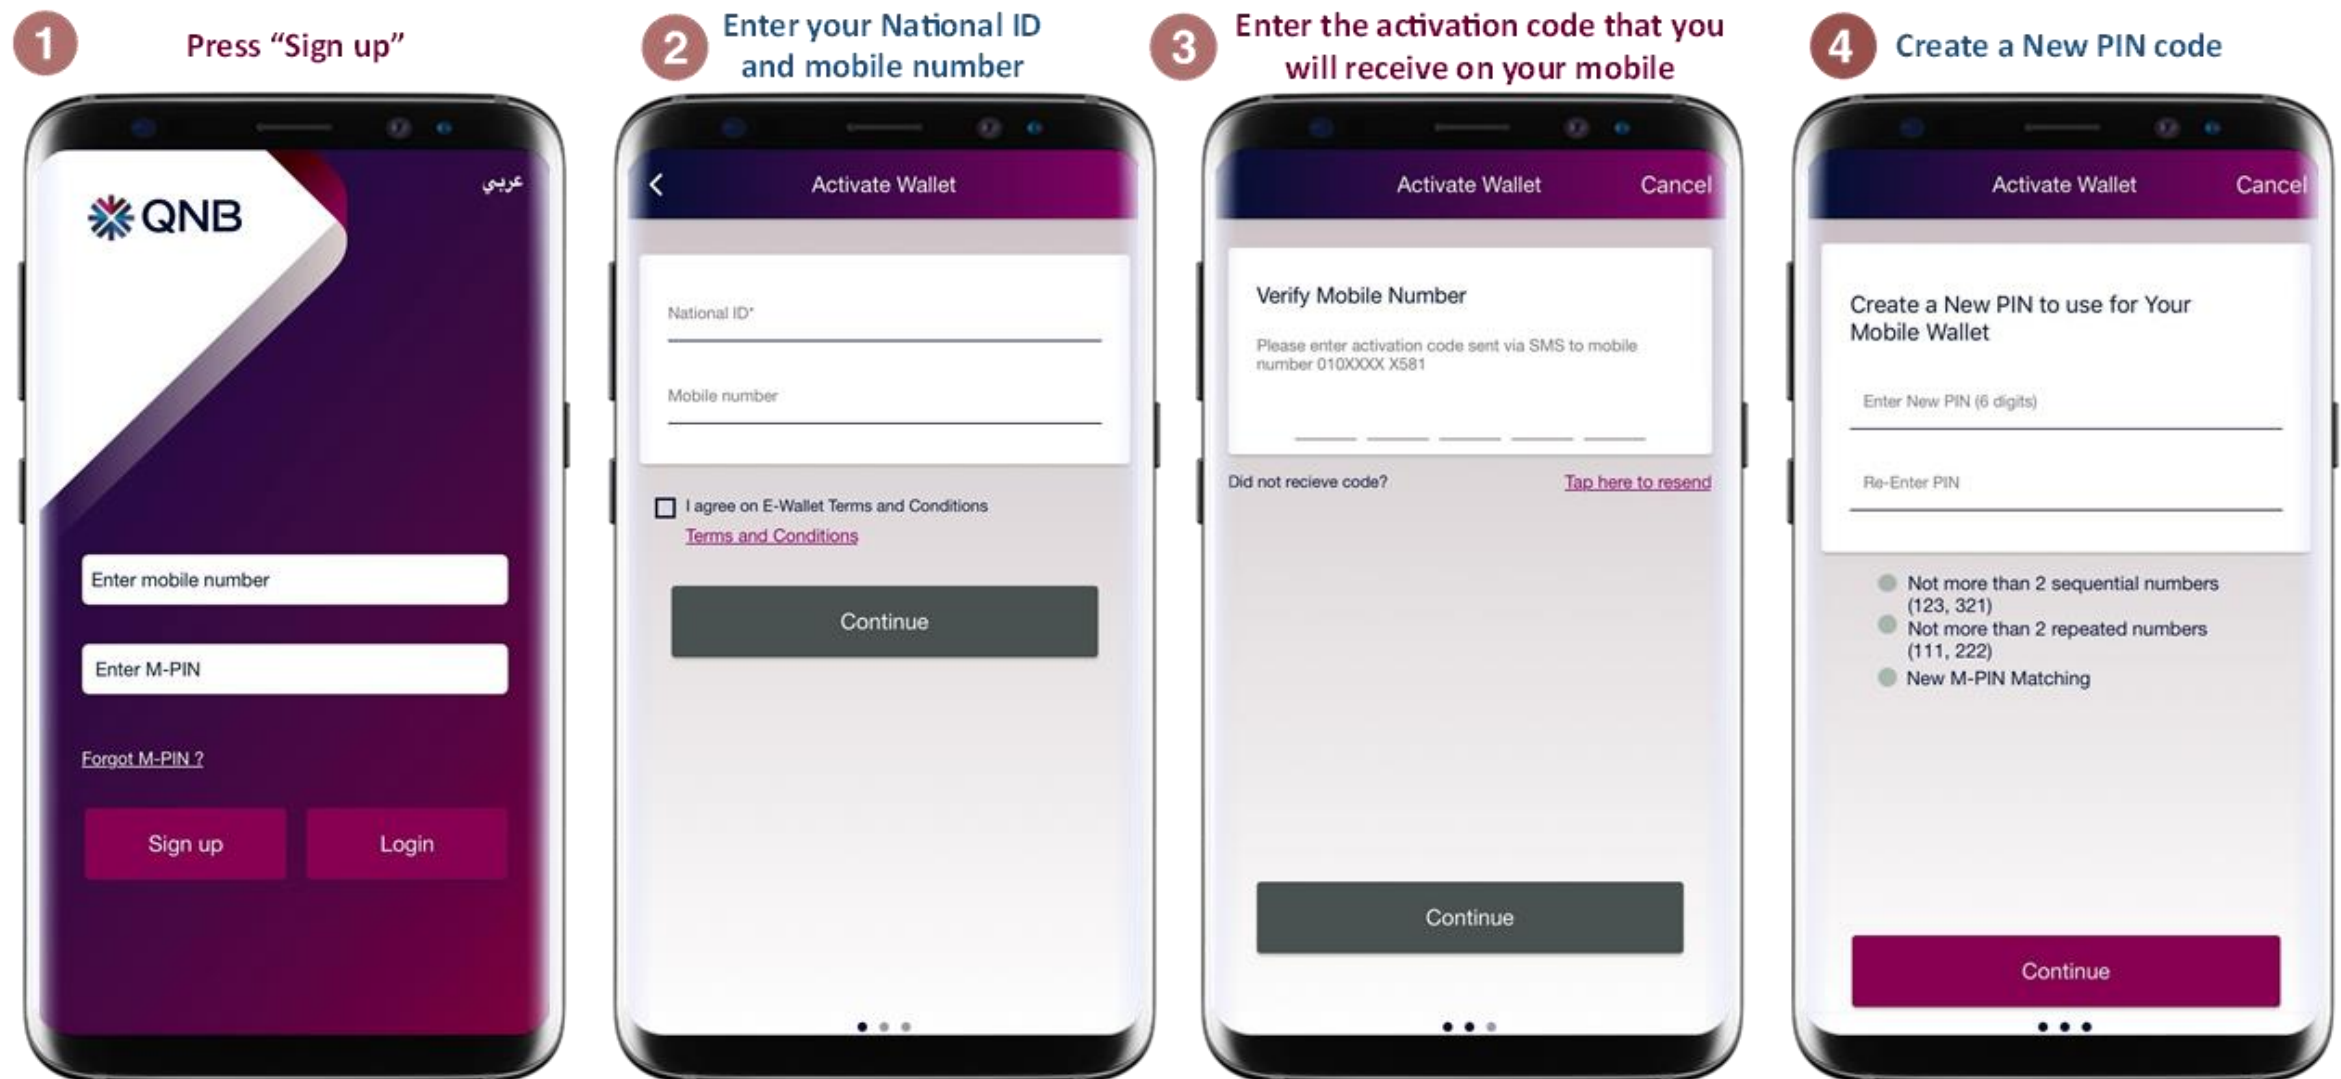 1
Press “Sign up”
عربي
QNB
Enter mobile number
Enter M-PIN
Forgot M-PIN ?
Sign up
Login
2
Enter your National ID
and mobile number
Activate Wallet
National ID*
Mobile number
I agree on E-Wallet Terms and Conditions
Terms and Conditions
Continue
3
Enter the activation code that you
will receive on your mobile
Activate Wallet
Cancel
Verify Mobile Number
Please enter activation code sent via SMS to mobile
number 010XXXX X581
Did not recieve code?
Tap here to resend
Continue
4
Create a New PIN code
Activate Wallet
Cancel
Create a New PIN to use for Your
Mobile Wallet
Enter New PIN (6 digits)
Re-Enter PIN
Not more than 2 sequential numbers
(123, 321)
Not more than 2 repeated numbers
(111, 222)
New M-PIN Matching
Continue